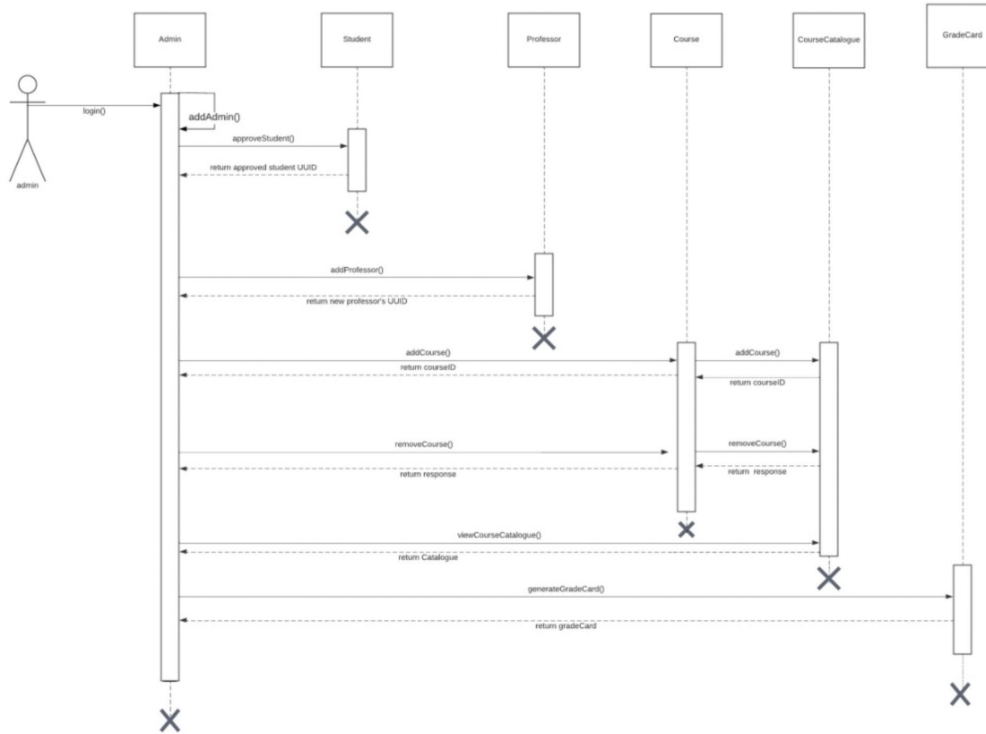 Admin
Student
Professor
Course
CourseCatalogue
GradeCard
login()
addAdmin()
admin
approveStudent()
return approved student UUID
addProfessor()
return new professor's UUID
addCourse()
addCourse()
return courseID
return courseID
removeCourse()
removeCourse()
return response
return response
viewCourseCatalogue()
return Catalogue
generateGradeCard()
return gradeCard